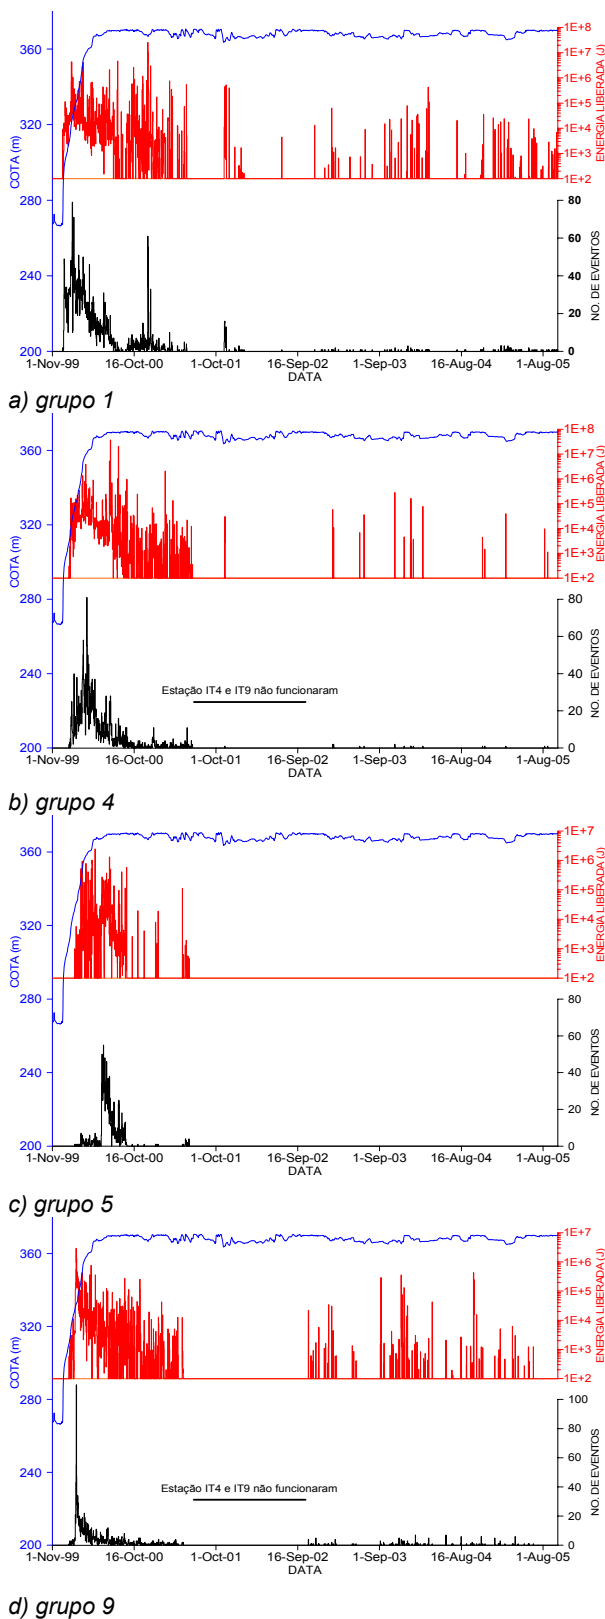 360
320
280
240
200
COTA (m)
1E+8
1E+7
1E+6
1E+5
1E+4
1E+3
1E+2
ENERGIA LIBERADA (J)
80
60
40
20
0
NO. DE EVENTOS
1-Nov-99 16-Oct-00 1-Oct-01 16-Sep-02 1-Sep-03 16-Aug-04 1-Aug-05
DATA
a) grupo 1
360
320
280
240
200
COTA (m)
1E+8
1E+7
1E+6
1E+5
1E+4
1E+3
1E+2
ENERGIA LIBERADA (J)
80
60
40
20
0
NO. DE EVENTOS
Estação IT4 e IT9 não funcionaram
1-Nov-99 16-Oct-00 1-Oct-01 16-Sep-02 1-Sep-03 16-Aug-04 1-Aug-05
DATA
b) grupo 4
360
320
280
240
200
COTA (m)
1E+7
1E+6
1E+5
1E+4
1E+3
1E+2
ENERGIA LIBERADA (J)
80
60
40
20
0
NO. DE EVENTOS
1-Nov-99 16-Oct-00 1-Oct-01 16-Sep-02 1-Sep-03 16-Aug-04 1-Aug-05
DATA
c) grupo 5
360
320
280
240
200
COTA (m)
1E+7
1E+6
1E+5
1E+4
1E+3
1E+2
ENERGIA LIBERADA (J)
100
80
60
40
20
0
NO. DE EVENTOS
Estação IT4 e IT9 não funcionaram
1-Nov-99 16-Oct-00 1-Oct-01 16-Sep-02 1-Sep-03 16-Aug-04 1-Aug-05
DATA
d) grupo 9